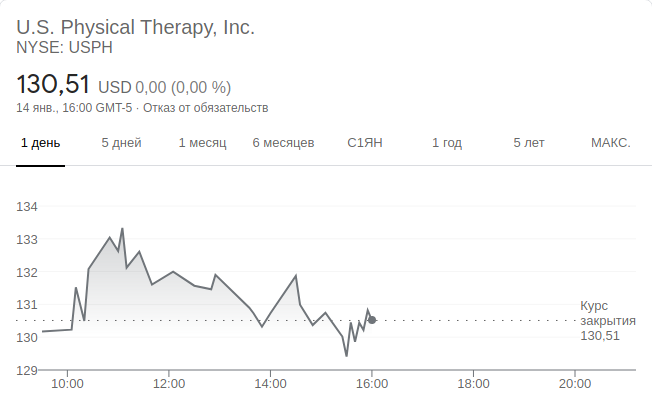 U.S. Physical Therapy, Inc.
NYSE: USPH
130,51 USD 0,00 (0,00 %)
14 янв., 16:00 GMT-5 · Отказ от обязательств
1 день 5 дней 1 месяц 6 месяцев С1ЯН 1 год 5 лет МАКС.
134
133
132
131
130
129
Курс
закрытия
130,51
10:00 12:00 14:00 16:00 18:00 20:00